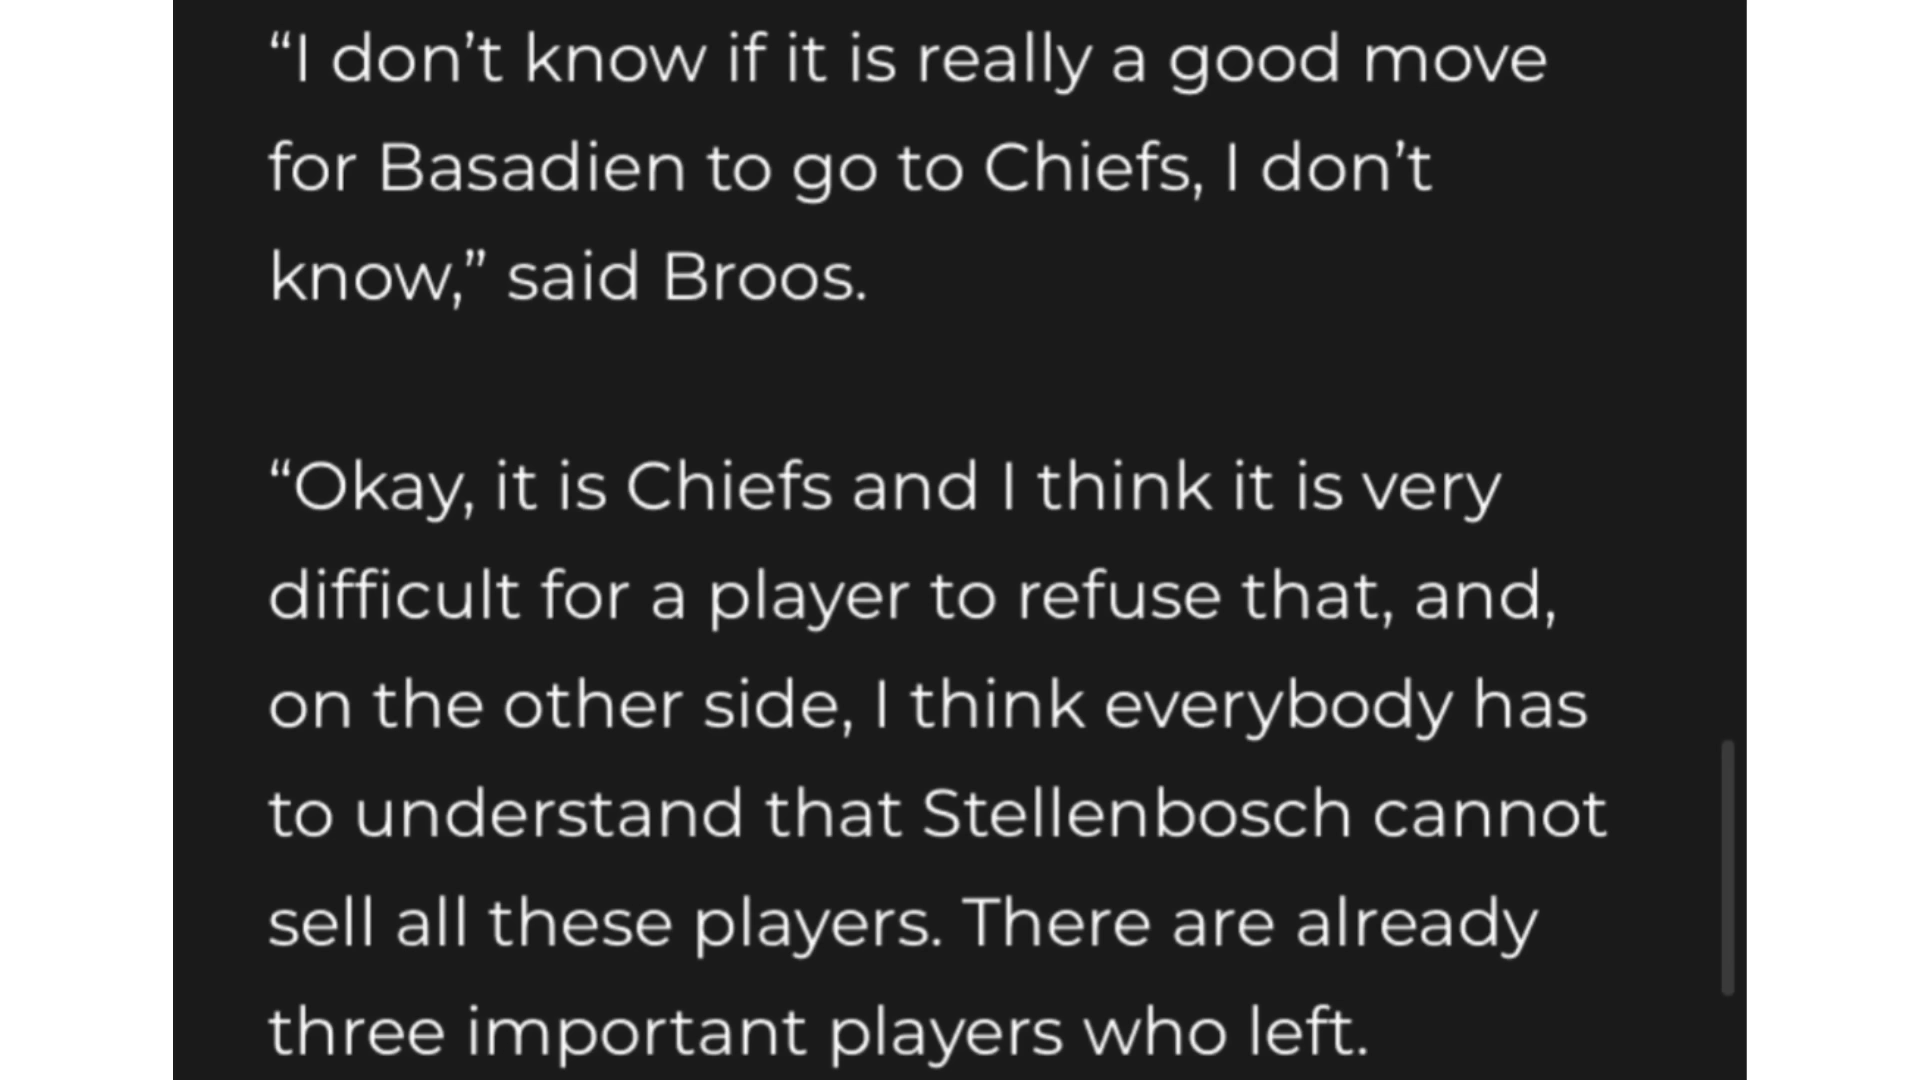 “I don’t know if it is really a good move
for Basadien to go to Chiefs, I don’t
know,” said Broos.
“Okay, it is Chiefs and I think it is very
difficult for a player to refuse that, and,
on the other side, I think everybody has
to understand that Stellenbosch cannot
sell all these players. There are already
three important players who left.